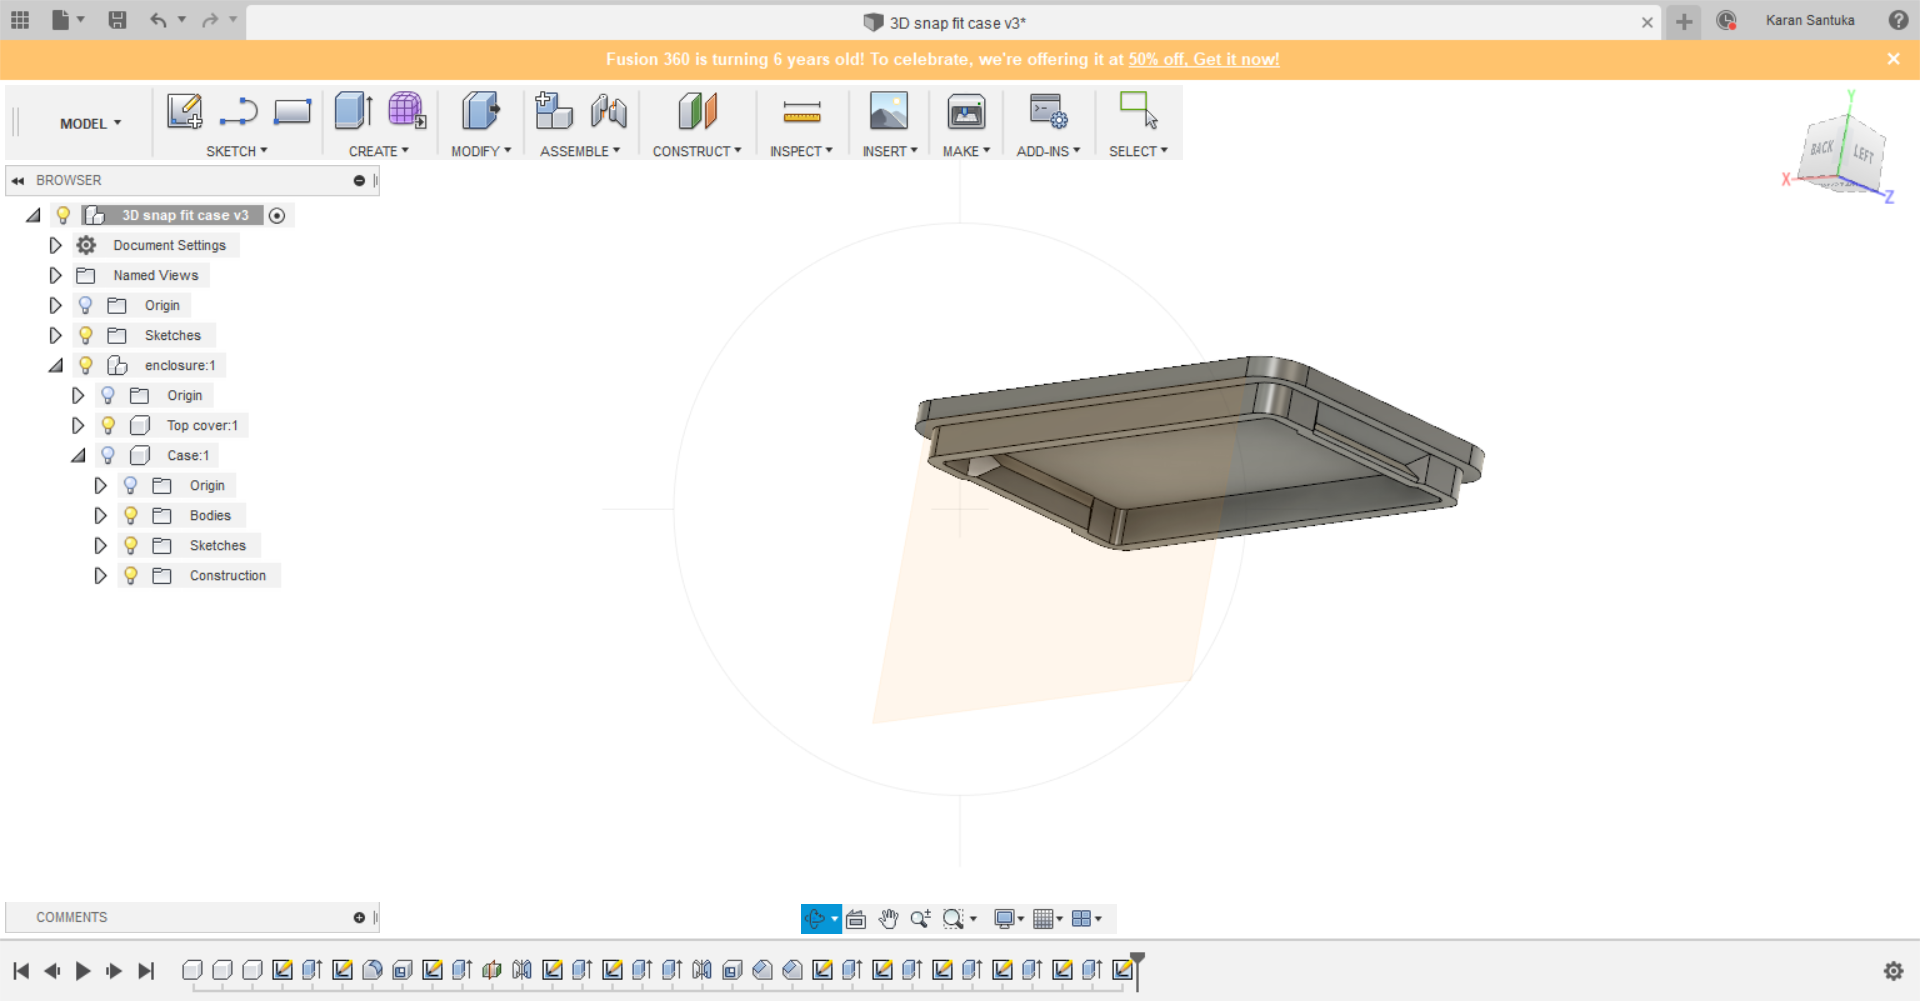 3D snap fit case v3*
Karan Santuka
Fusion 360 is turning 6 years old! To celebrate, we're offering it at 50% off, Get it now!
MODEL
SKETCH
CREATE
MODIFY
ASSEMBLE
CONSTRUCT
INSPECT
INSERT
MAKE
ADD-INS
SELECT
Y
BACK
LEFT
X
Z
BROWSER
3D snap fit case v3
Document Settings
Named Views
Origin
Sketches
enclosure:1
Origin
Top cover:1
Case:1
Origin
Bodies
Sketches
Construction
COMMENTS